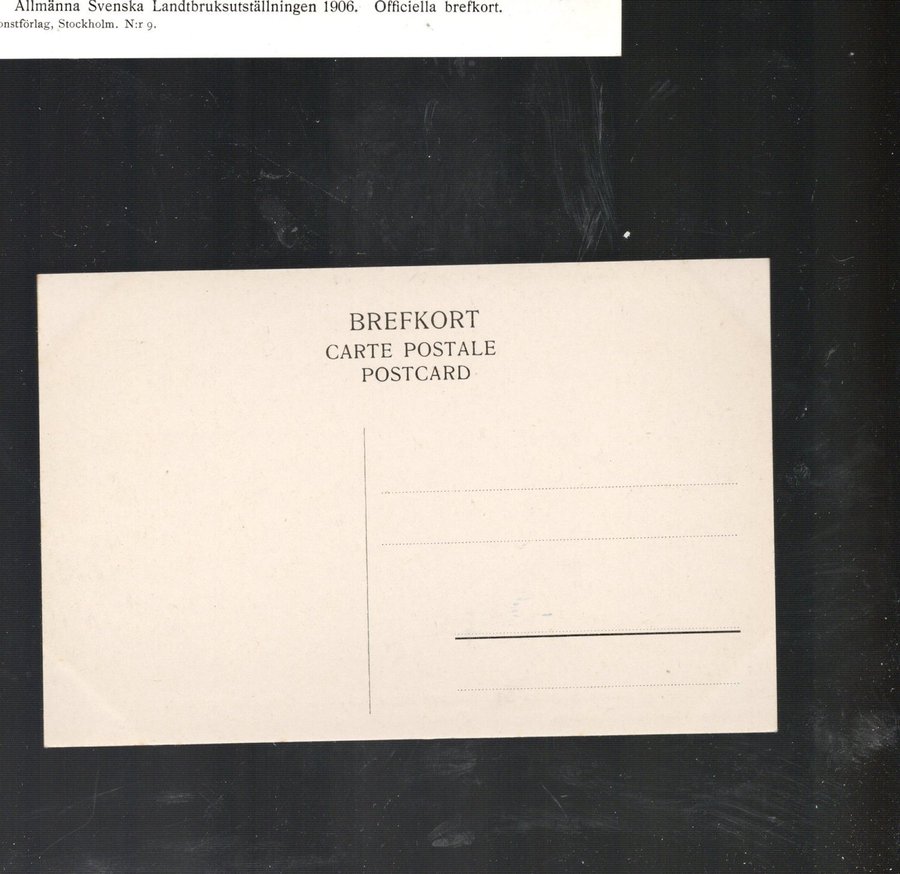 Allmänna Svenska Landtbruksutställningen 1906. Officiella brefkort.
Stockholm. N:r 9.
BREFKORT
CARTE POSTALE
POSTCARD